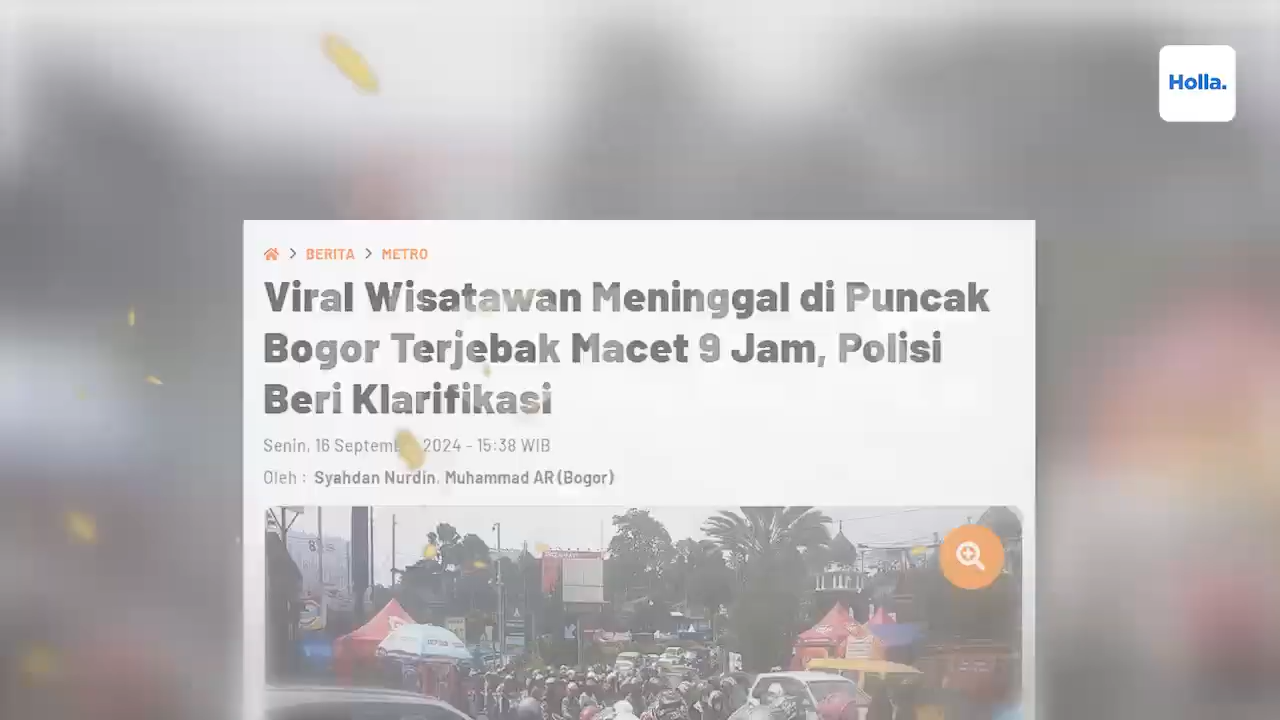 Holla.
BERITA METRO
Viral Wisatawan Meninggal di Puncak
Bogor Terjebak Macet 9 Jam, Polisi
Beri Klarifikasi
Senin, 16 September 2024 - 15:38 WIB
Oleh : Syahdan Nurdin, Muhammad AR (Bogor)